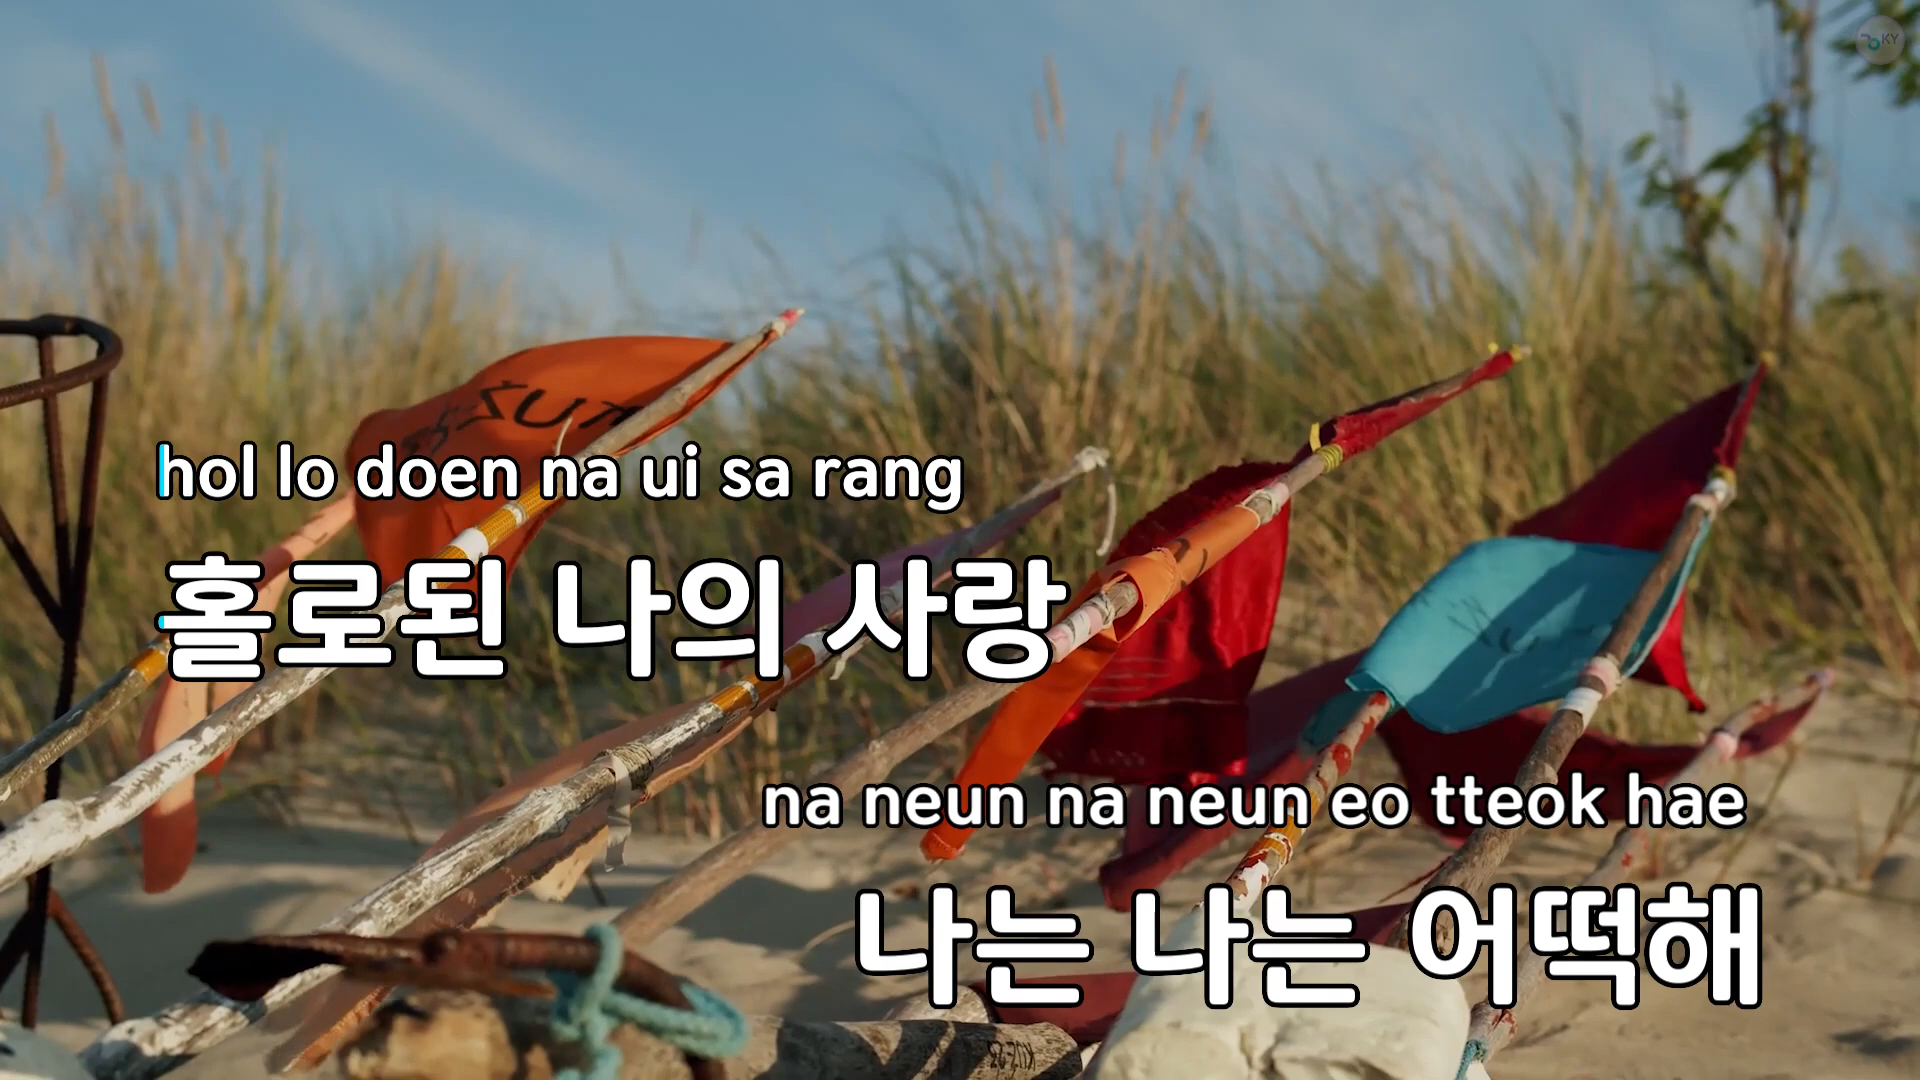 KY
hol lo doen na ui sa rang
홀로된 나의 사랑
na neun na neun eo tteok hae
나는 나는 어떡해